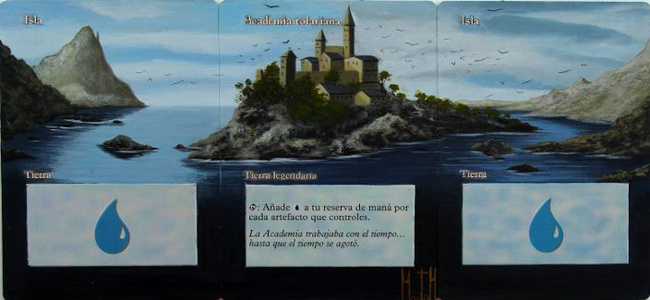 Isla
Tierra
Academia tolariana
Tierra legendaria
: Añade a tu reserva de maná por
cada artefacto que controles.
La Academia trabajaba con el tiempo...
hasta que el tiempo se agotó.
Isla
Tierra